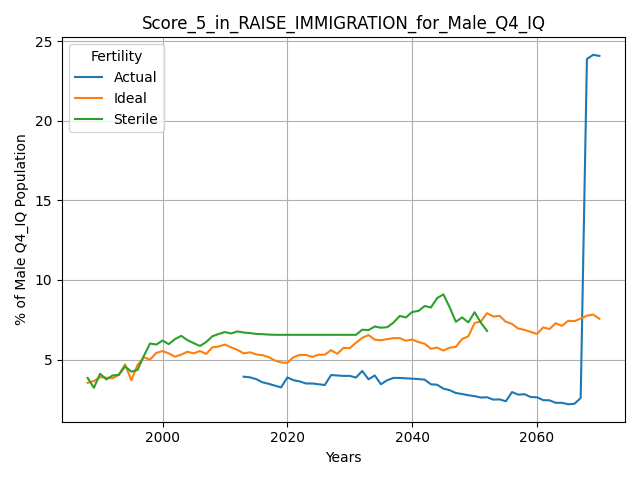 Score_5_in_RAISE_IMMIGRATION_for_Male_Q4_IQ
% of Male Q4_IQ Population
25
20
15
10
5
Fertility
Actual
Ideal
Sterile
2000
2020
2040
2060
Years